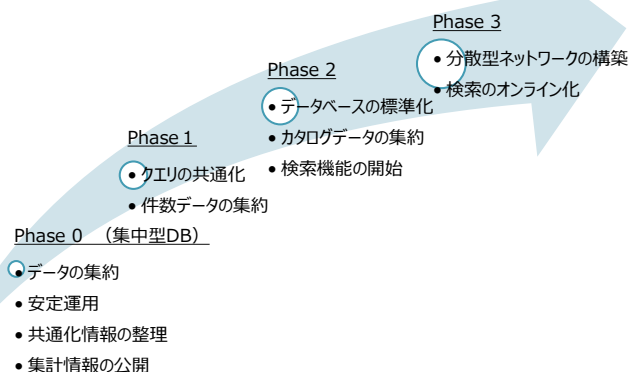 Phase 3
• 分散型ネットワークの構築
• 検索のオンライン化
Phase 2
• データベースの標準化
• カタログデータの集約
• 検索機能の開始
Phase 1
• クエリの共通化
• 件数データの集約
Phase 0 （集中型DB）
• データの集約
• 安定運用
• 共通化情報の整理
• 集計情報の公開